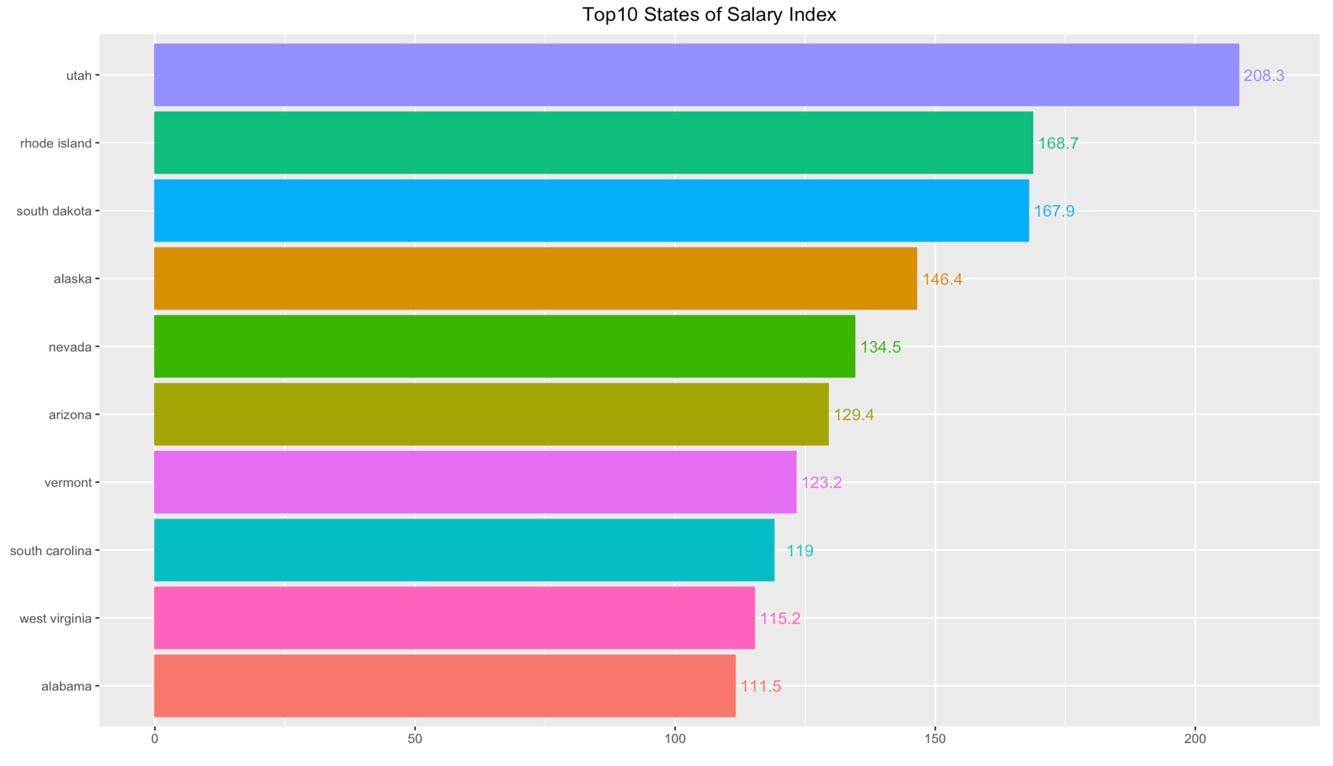 Top10 States of Salary Index
utah 208.3
rhode island 168.7
south dakota 167.9
alaska 146.4
nevada 134.5
arizona 129.4
vermont 123.2
south carolina 119
west virginia 115.2
alabama 111.5
0 50 100 150 200